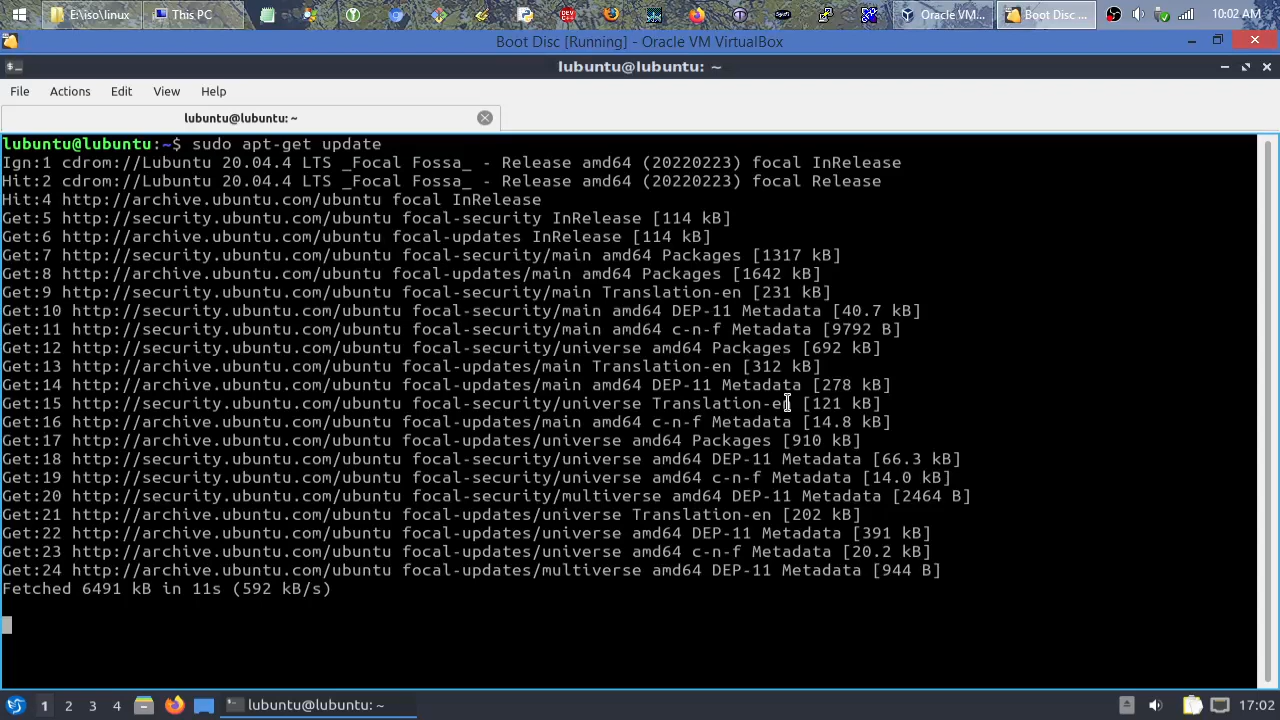 E:\iso\linux
This PC
Oracle VM...
Boot Disc ...
10:02 AM
Boot Disc [Running] - Oracle VM VirtualBox
lubuntu@lubuntu: ~
File Actions Edit View Help
lubuntu@lubuntu: ~
lubuntu@lubuntu:~$ sudo apt-get update
Ign:1 cdrom://Lubuntu 20.04.4 LTS _Focal Fossa_ - Release amd64 (20220223) focal InRelease
Hit:2 cdrom://Lubuntu 20.04.4 LTS _Focal Fossa_ - Release amd64 (20220223) focal Release
Hit:4 http://archive.ubuntu.com/ubuntu focal InRelease
Get:5 http://security.ubuntu.com/ubuntu focal-security InRelease [114 kB]
Get:6 http://archive.ubuntu.com/ubuntu focal-updates InRelease [114 kB]
Get:7 http://security.ubuntu.com/ubuntu focal-security/main amd64 Packages [1317 kB]
Get:8 http://archive.ubuntu.com/ubuntu focal-updates/main amd64 Packages [1642 kB]
Get:9 http://security.ubuntu.com/ubuntu focal-security/main Translation-en [231 kB]
Get:10 http://security.ubuntu.com/ubuntu focal-security/main amd64 DEP-11 Metadata [40.7 kB]
Get:11 http://security.ubuntu.com/ubuntu focal-security/main amd64 c-n-f Metadata [9792 B]
Get:12 http://security.ubuntu.com/ubuntu focal-security/universe amd64 Packages [692 kB]
Get:13 http://archive.ubuntu.com/ubuntu focal-updates/main Translation-en [312 kB]
Get:14 http://archive.ubuntu.com/ubuntu focal-updates/main amd64 DEP-11 Metadata [278 kB]
Get:15 http://security.ubuntu.com/ubuntu focal-security/universe Translation-en [121 kB]
Get:16 http://archive.ubuntu.com/ubuntu focal-updates/main amd64 c-n-f Metadata [14.8 kB]
Get:17 http://archive.ubuntu.com/ubuntu focal-updates/universe amd64 Packages [910 kB]
Get:18 http://security.ubuntu.com/ubuntu focal-security/universe amd64 DEP-11 Metadata [66.3 kB]
Get:19 http://security.ubuntu.com/ubuntu focal-security/universe amd64 c-n-f Metadata [14.0 kB]
Get:20 http://security.ubuntu.com/ubuntu focal-security/multiverse amd64 DEP-11 Metadata [2464 B]
Get:21 http://archive.ubuntu.com/ubuntu focal-updates/universe Translation-en [202 kB]
Get:22 http://archive.ubuntu.com/ubuntu focal-updates/universe amd64 DEP-11 Metadata [391 kB]
Get:23 http://archive.ubuntu.com/ubuntu focal-updates/universe amd64 c-n-f Metadata [20.2 kB]
Get:24 http://archive.ubuntu.com/ubuntu focal-updates/multiverse amd64 DEP-11 Metadata [944 B]
Fetched 6491 kB in 11s (592 kB/s)
1 2 3 4
lubuntu@lubuntu: ~
17:02